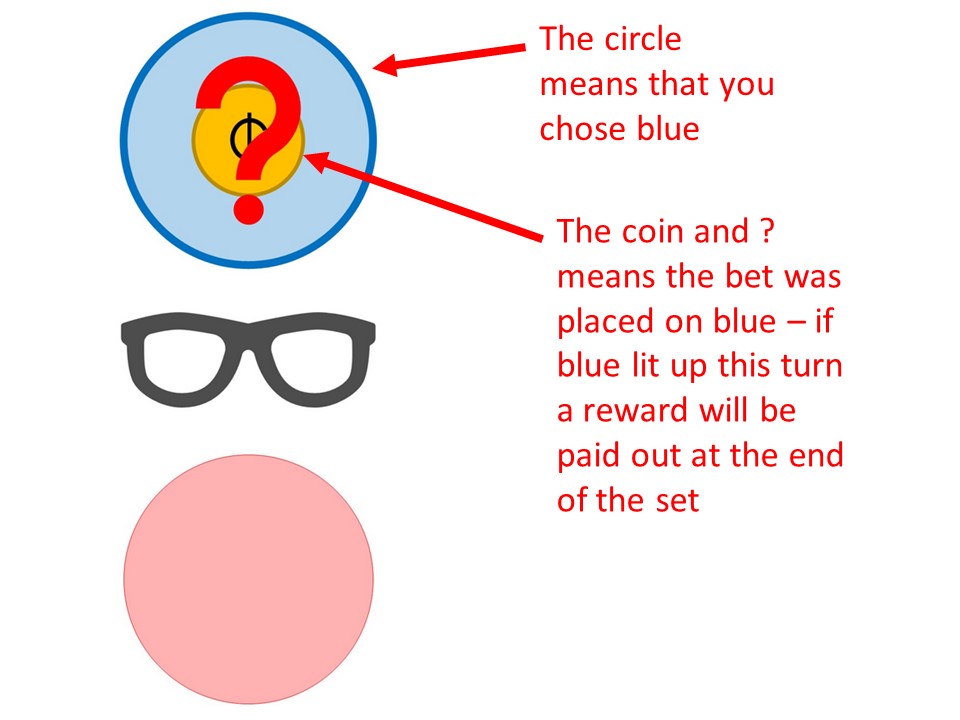 The circle
means that you
chose blue
?
The coin and ?
means the bet was
placed on blue – if
blue lit up this turn
a reward will be
paid out at the end
of the set